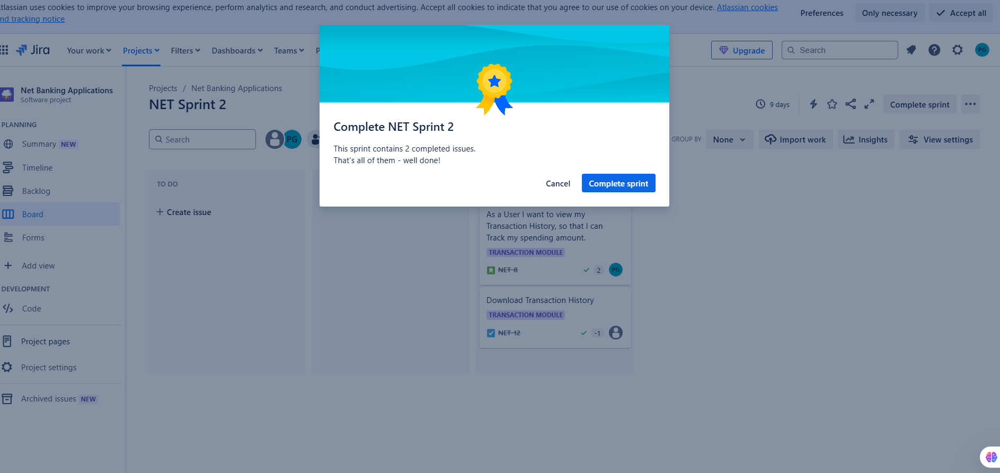 tlassian uses cookies to improve your browsing experience, perform analytics and research, and conduct advertising. Accept all cookies to indicate that you agree to our use of cookies on your device. Atlassian cookies
nd tracking notice
Preferences
Only necessary
Accept all
Jira
Your work
Projects
Filters
Dashboards
Teams
P
Upgrade
Search
PG
Net Banking Applications
Software project
PLANNING
Summary NEW
Timeline
Backlog
Board
Forms
Add view
DEVELOPMENT
Code
Project pages
Project settings
Archived issues NEW
Projects / Net Banking Applications
NET Sprint 2
9 days
Complete sprint
Search
PG
GROUP BY
None
Import work
Insights
View settings
Complete NET Sprint 2
This sprint contains 2 completed issues.
That's all of them - well done!
Cancel
Complete sprint
TO DO
+ Create issue
As a User I want to view my
Transaction History, so that I can
Track my spending amount.
TRANSACTION MODULE
NET-8
2
PG
Download Transaction History
TRANSACTION MODULE
NET-12
-1